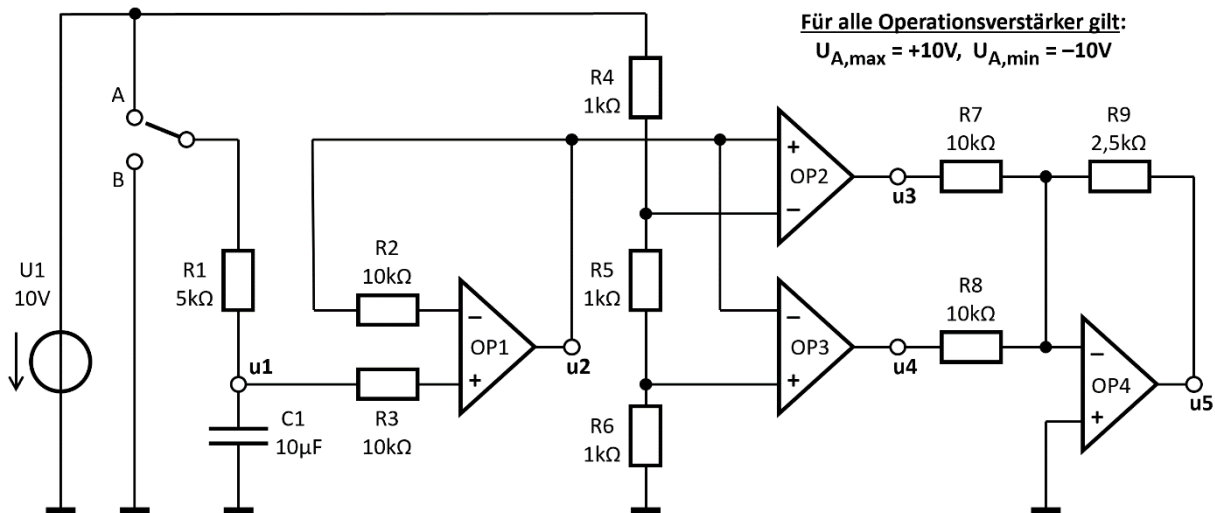 Für alle Operationsverstärker gilt:
U_A,max = +10V, U_A,min = –10V
A
B
U1
10V
R1
5kΩ
u1
C1
10µF
R2
10kΩ
R3
10kΩ
–
+
OP1
u2
R4
1kΩ
R5
1kΩ
R6
1kΩ
+
–
OP2
u3
–
+
OP3
u4
R7
10kΩ
R8
10kΩ
R9
2,5kΩ
–
+
OP4
u5